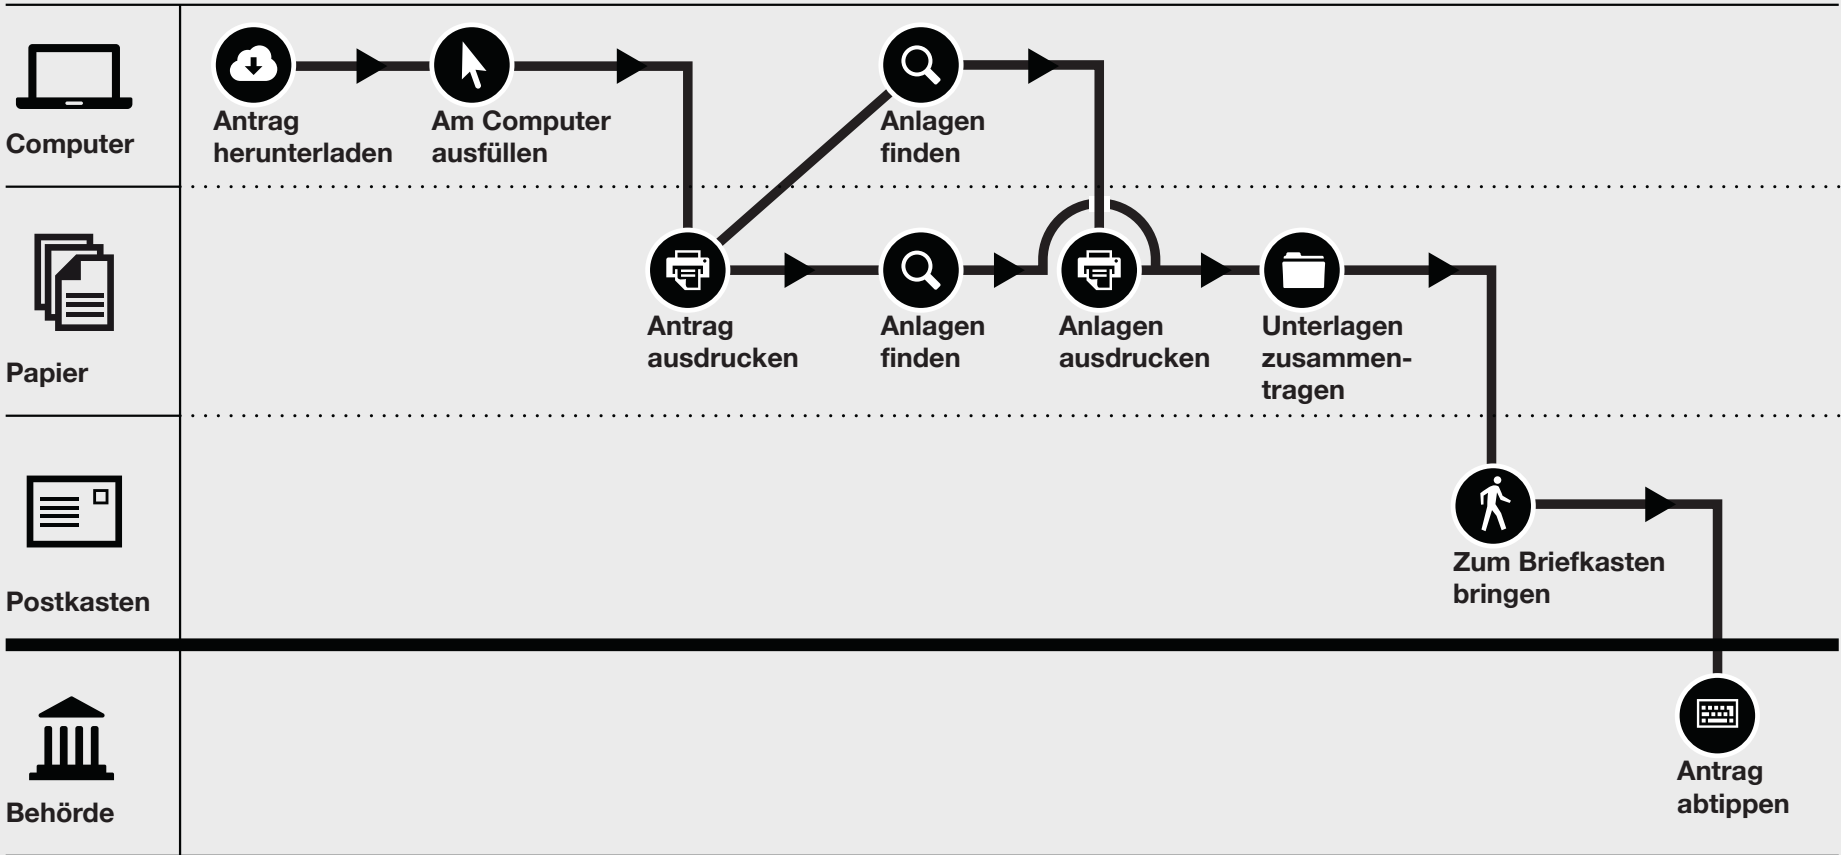 Computer
Antrag
herunterladen
Am Computer
ausfüllen
Anlagen
finden
Papier
Antrag
ausdrucken
Anlagen
finden
Anlagen
ausdrucken
Unterlagen
zusammen-
tragen
Postkasten
Zum Briefkasten
bringen
Behörde
Antrag
abtippen